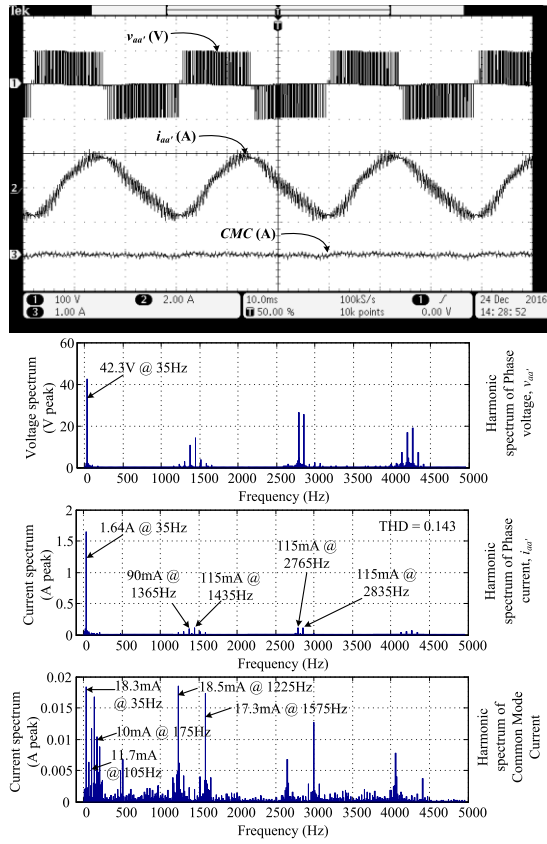 Tek
v_aa' (V)
1
i_aa' (A)
2
CMC (A)
3
1 100 V 2 2.00 A
3 1.00 A
10.0ms 100kS/s
T 50.00 % 10k points
1 0.00 V
24 Dec 2016
14:28:52
Voltage spectrum
(V peak)
60
40
20
0
42.3V @ 35Hz
0 500 1000 1500 2000 2500 3000 3500 4000 4500 5000
Frequency (Hz)
Harmonic
spectrum of Phase
voltage, v_aa'
Current spectrum
(A peak)
2
1.5
1
0.5
0
1.64A @ 35Hz
90mA @
1365Hz
115mA @
1435Hz
115mA @
2765Hz
115mA @
2835Hz
THD = 0.143
0 500 1000 1500 2000 2500 3000 3500 4000 4500 5000
Frequency (Hz)
Harmonic
spectrum of Phase
current, i_aa'
Current spectrum
(A peak)
0.02
0.015
0.01
0.005
0
18.3mA
@ 35Hz
10mA @ 175Hz
11.7mA
@105Hz
18.5mA @ 1225Hz
17.3mA @ 1575Hz
0 500 1000 1500 2000 2500 3000 3500 4000 4500 5000
Frequency (Hz)
Harmonic
spectrum of
Common Mode
Current